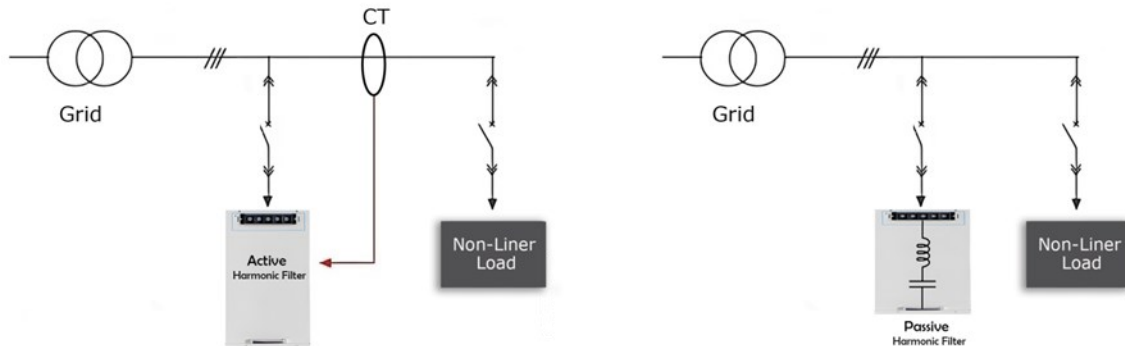 CT
Grid
Active
Harmonic Filter
Non-Liner
Load
Grid
Non-Liner
Load
Passive
Harmonic Filter